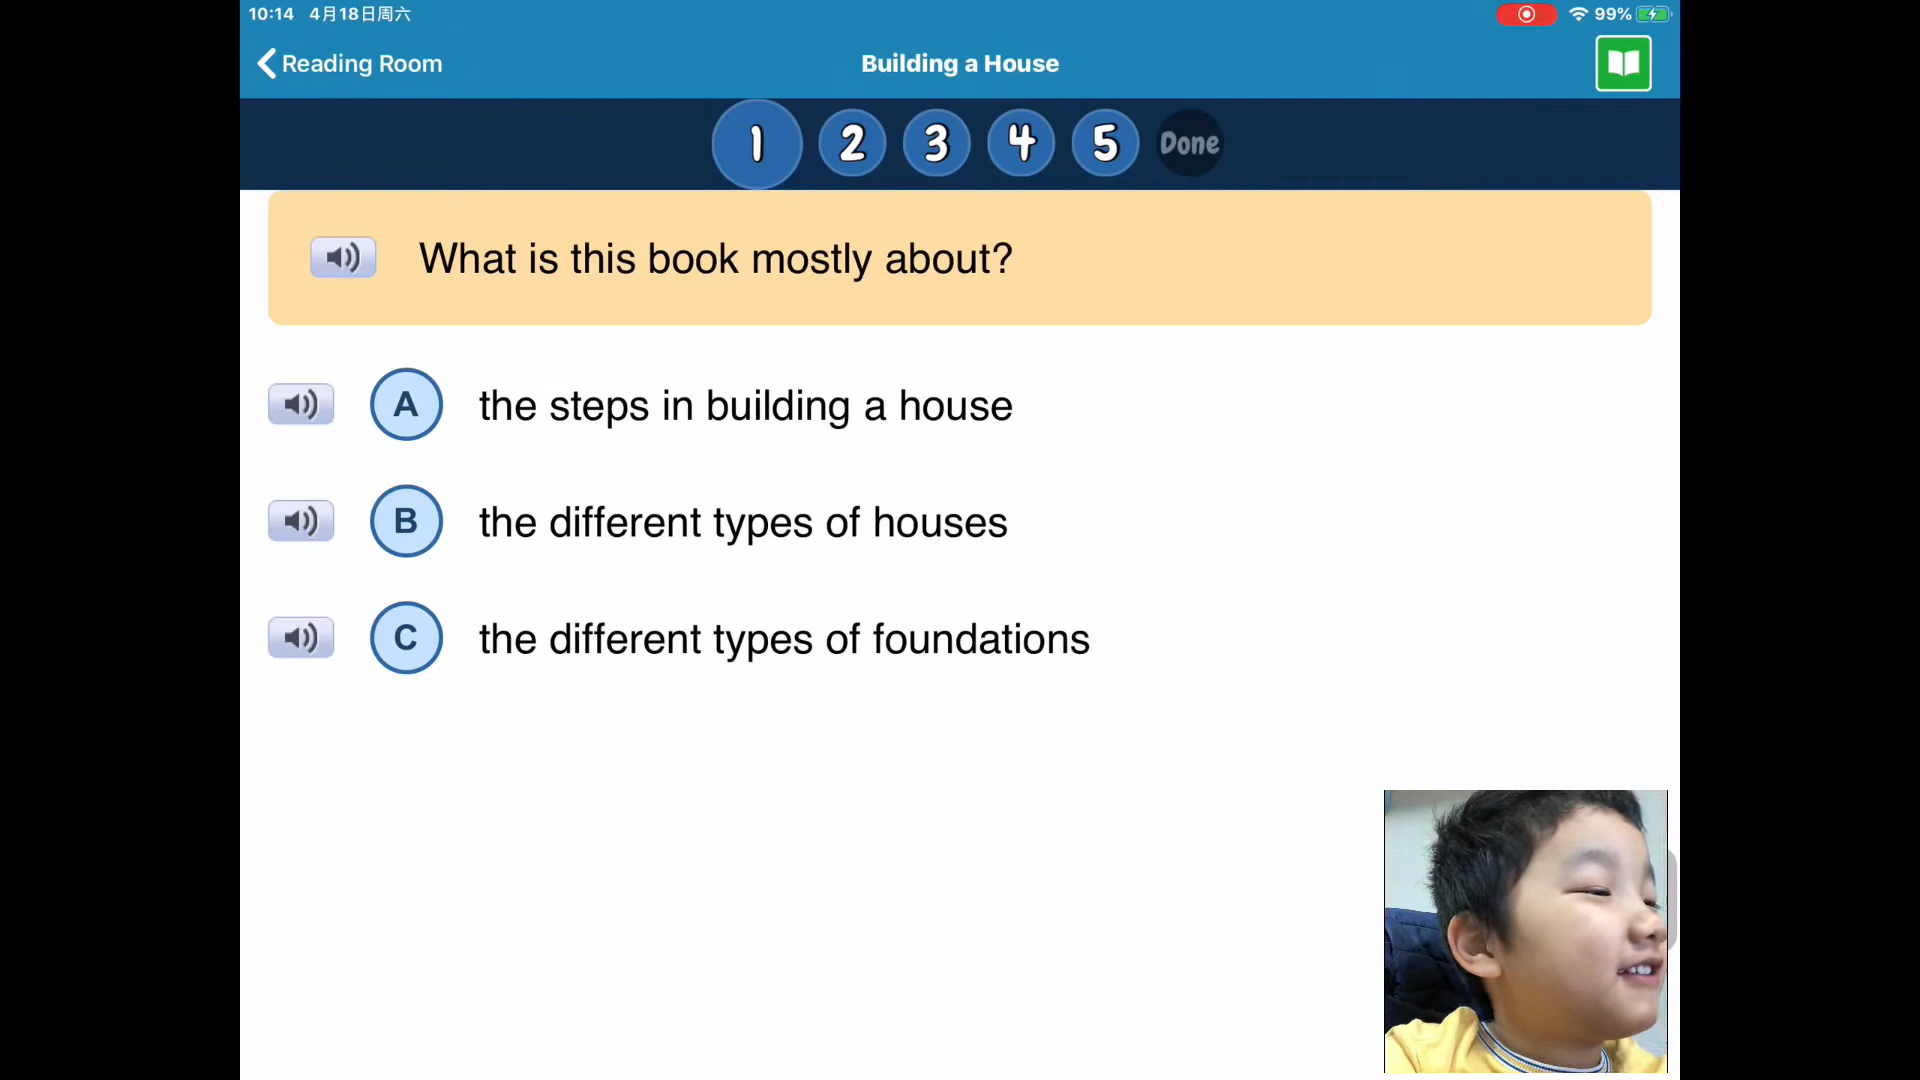 10:14 4月18日周六 99%
Reading Room Building a House
1 2 3 4 5 Done
What is this book mostly about?
A the steps in building a house
B the different types of houses
C the different types of foundations